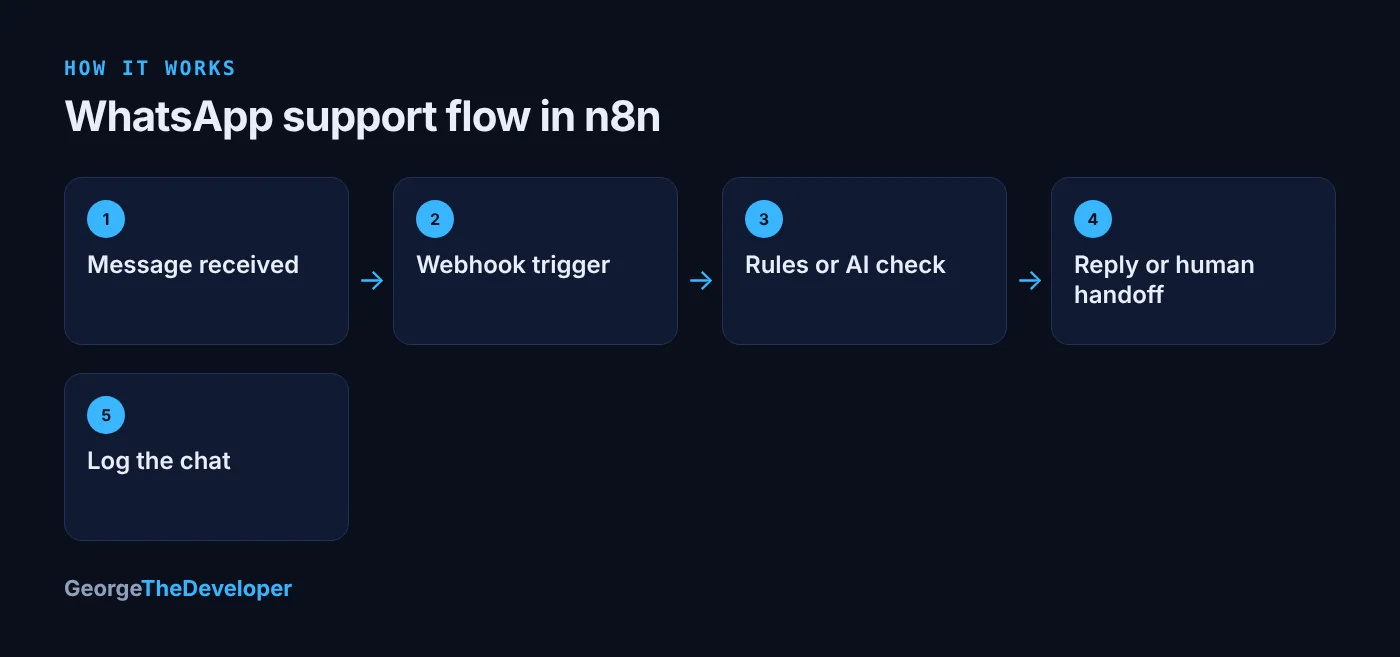 HOW IT WORKS
WhatsApp support flow in n8n
1
Message received
2
Webhook trigger
3
Rules or AI check
4
Reply or human
handoff
5
Log the chat
GeorgeTheDeveloper